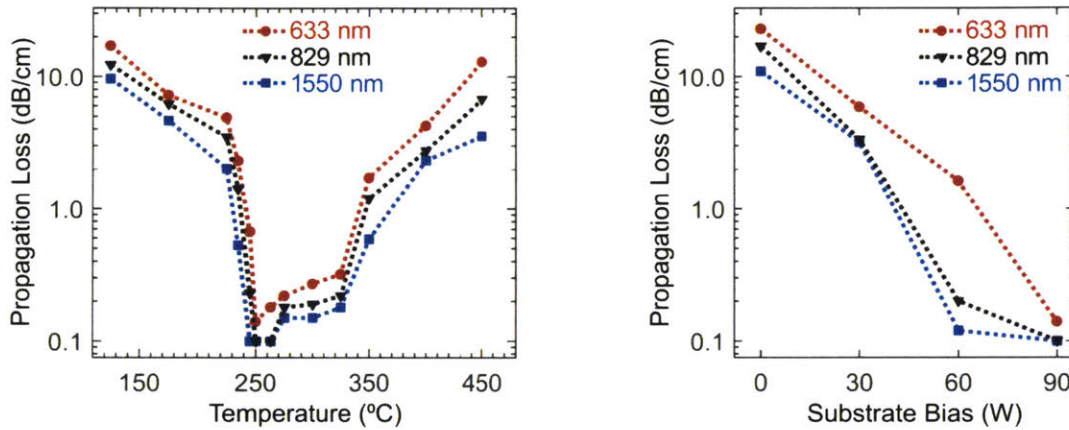 633 nm
829 nm
1550 nm
Propagation Loss (dB/cm)
10.0
1.0
0.1
150
250
350
450
Temperature (ºC)
633 nm
829 nm
1550 nm
Propagation Loss (dB/cm)
10.0
1.0
0.1
0
30
60
90
Substrate Bias (W)